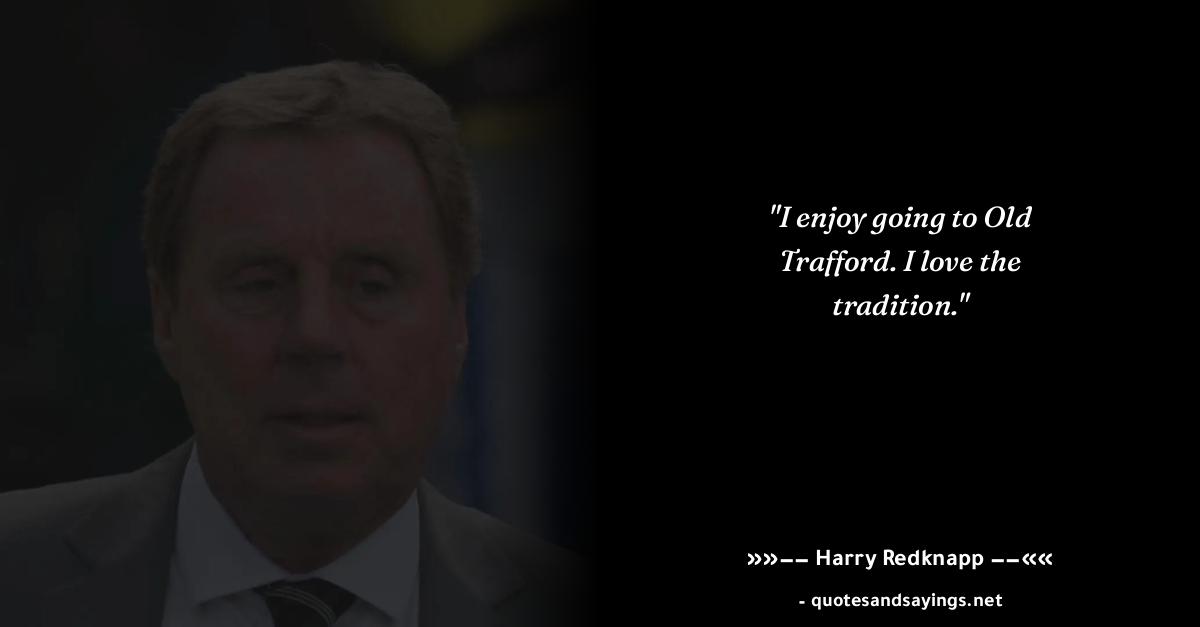 "I enjoy going to Old
Trafford. I love the
tradition."
»»–– Harry Redknapp ––««
- quotesandsayings.net